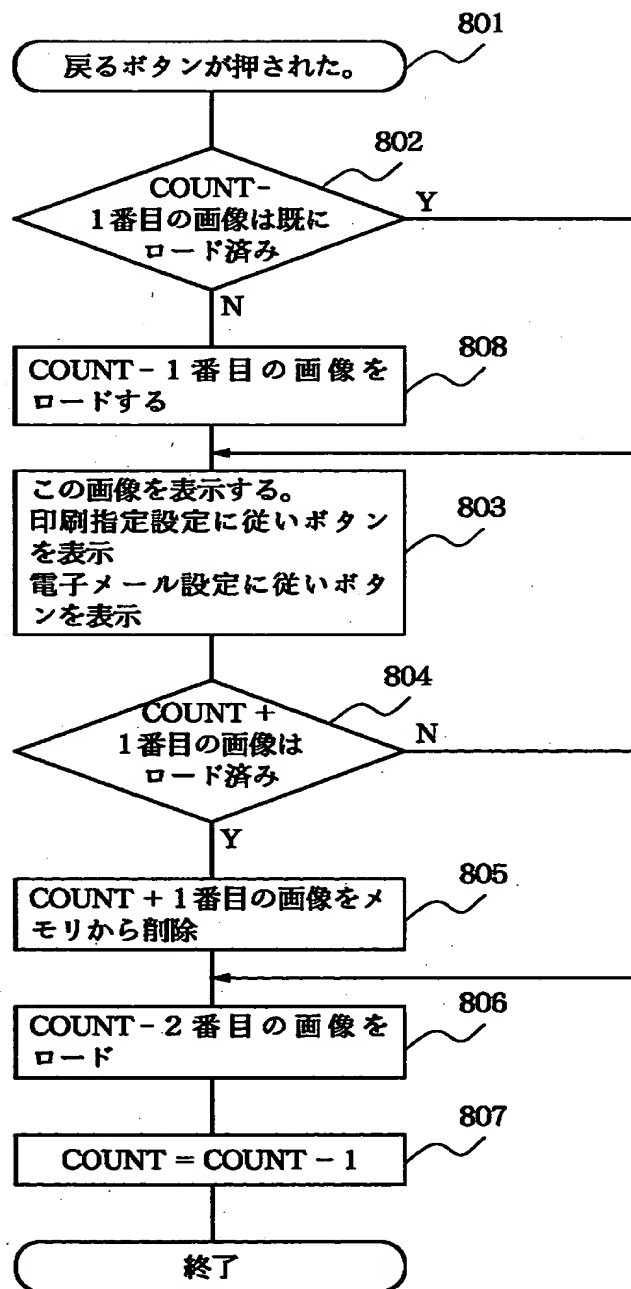 801
戻るボタンが押された。
802
COUNT-
1番目の画像は既に
ロード済み
Y
N
808
COUNT-1番目の画像を
ロードする
803
この画像を表示する。
印刷指定設定に従いボタン
を表示
電子メール設定に従いボタ
ンを表示
804
COUNT+
1番目の画像は
ロード済み
N
Y
805
COUNT+1番目の画像をメ
モリから削除
806
COUNT-2番目の画像を
ロード
807
COUNT = COUNT - 1
終了